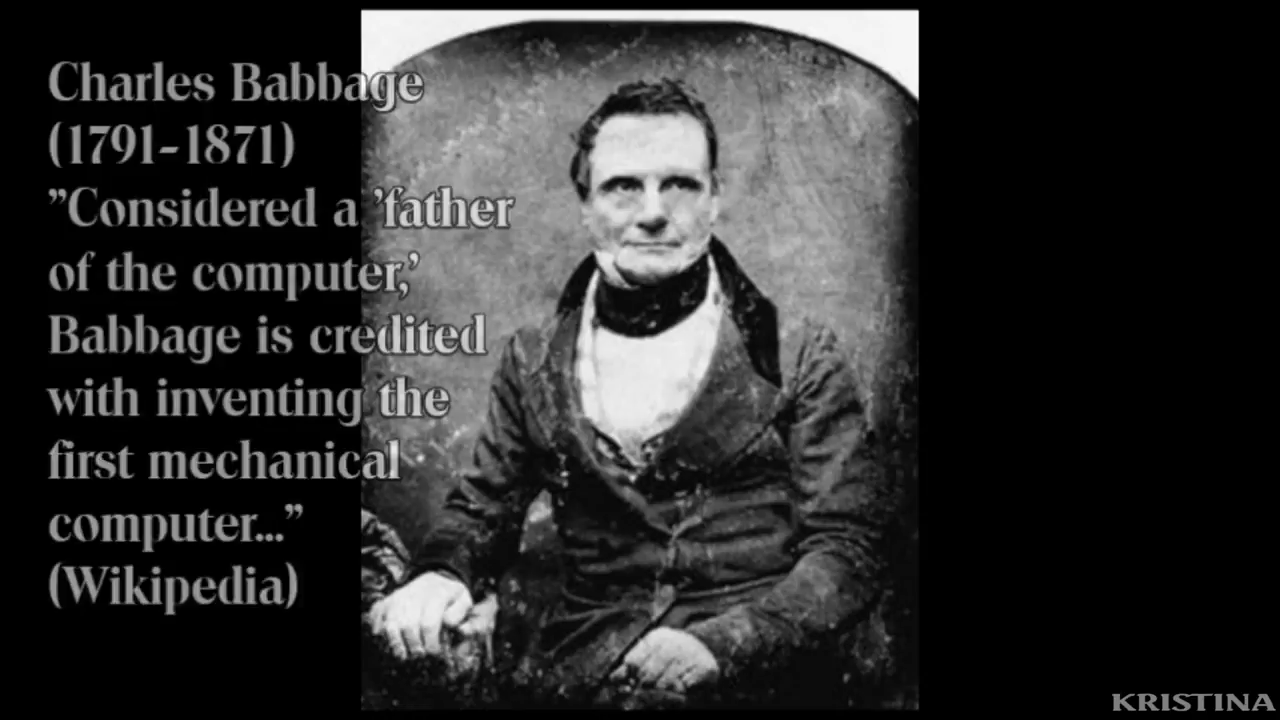 Charles Babbage
(1791-1871)
”Considered a ’father
of the computer,’
Babbage is credited
with inventing the
first mechanical
computer...”
(Wikipedia)
KRISTINA